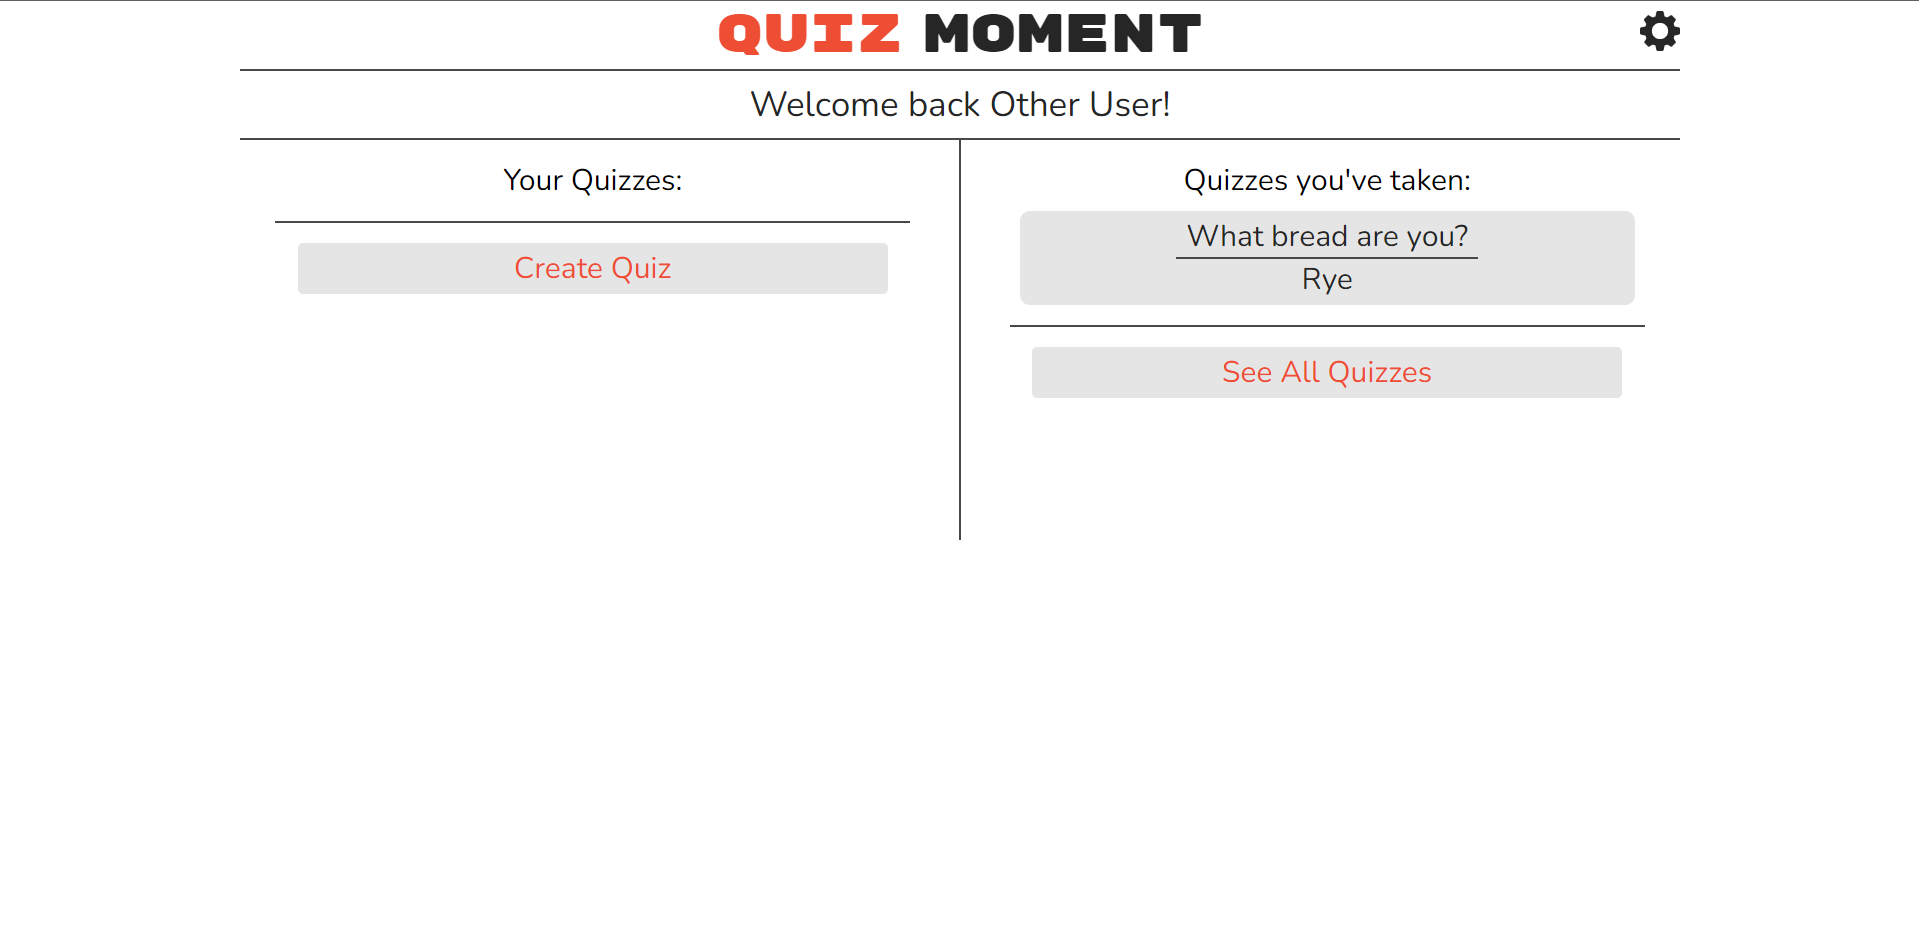 QUIZ MOMENT
Welcome back Other User!
Your Quizzes:
Create Quiz
Quizzes you've taken:
What bread are you?
Rye
See All Quizzes